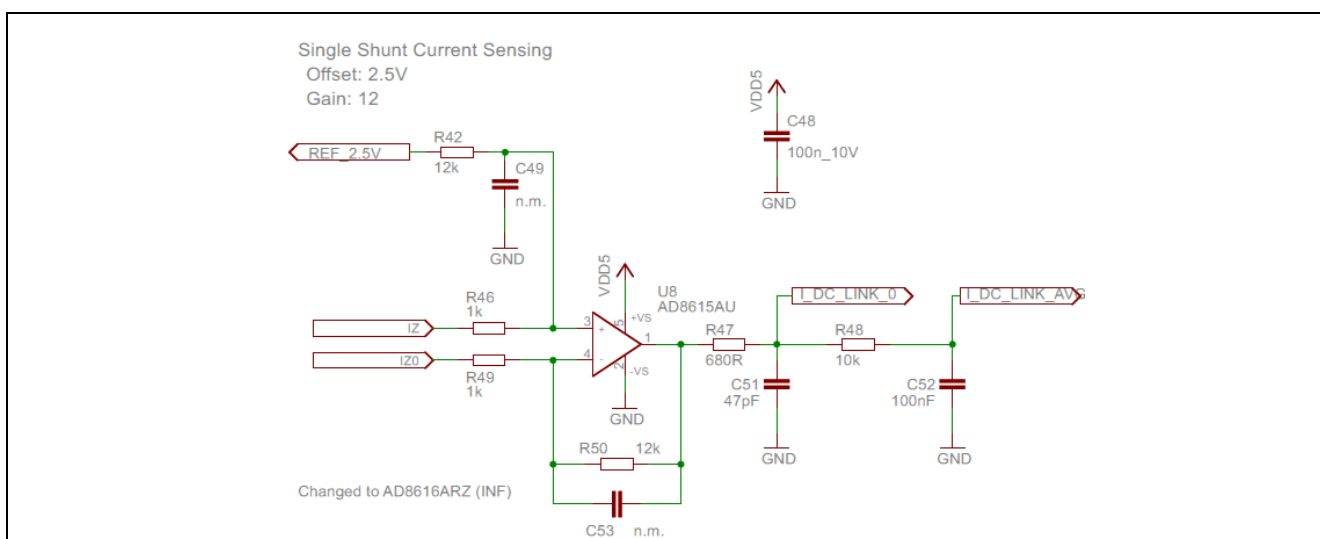 Single Shunt Current Sensing
Offset: 2.5V
Gain: 12
VDD5
C48
100n_10V
GND
REF_2.5V
R42
12k
C49
n.m.
GND
VDD5
U8
AD8615AU
IZ
R46
1k
IZ0
R49
1k
3
+
4
-
5
+VS
1
2
-VS
GND
R47
680R
I_DC_LINK_0
R48
10k
I_DC_LINK_AVG
C51
47pF
GND
C52
100nF
GND
R50 12k
C53 n.m.
Changed to AD8616ARZ (INF)